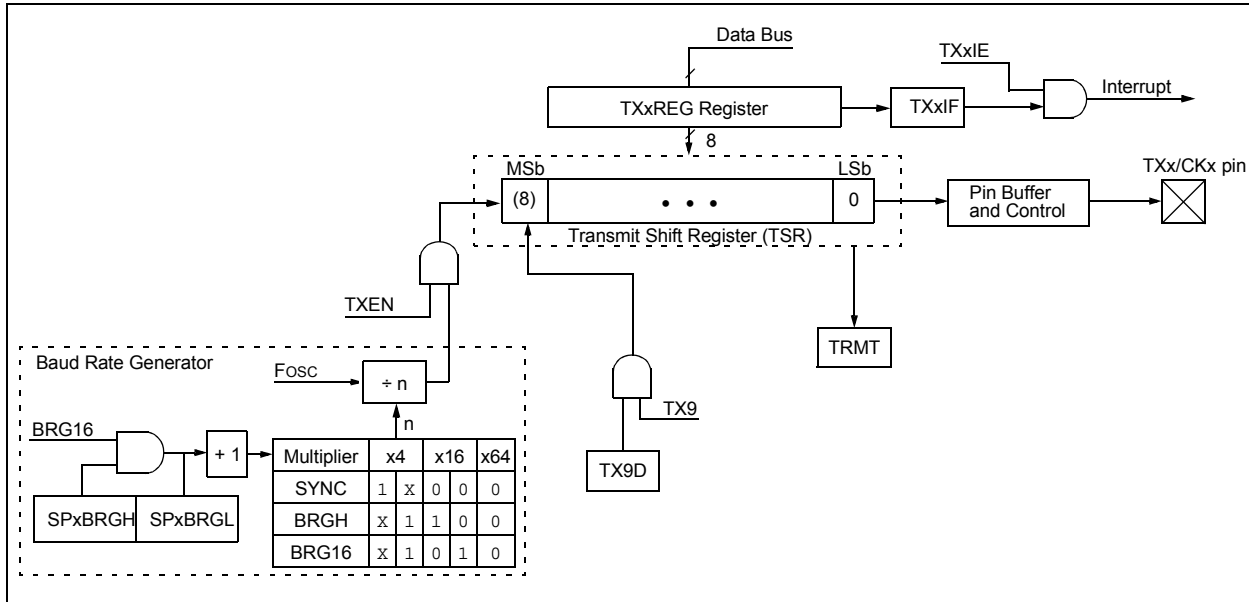 Data Bus
TXxIE
Interrupt
TXxREG Register
TXxIF
8
MSb
LSb
TXx/CKx pin
(8)
• • •
0
Pin Buffer
and Control
Transmit Shift Register (TSR)
TXEN
TRMT
Baud Rate Generator
FOSC
÷ n
TX9
n
BRG16
+ 1
Multiplier x4 x16 x64
TX9D
SYNC 1 X 0 0 0
SPxBRGH SPxBRGL
BRGH X 1 1 0 0
BRG16 X 1 0 1 0